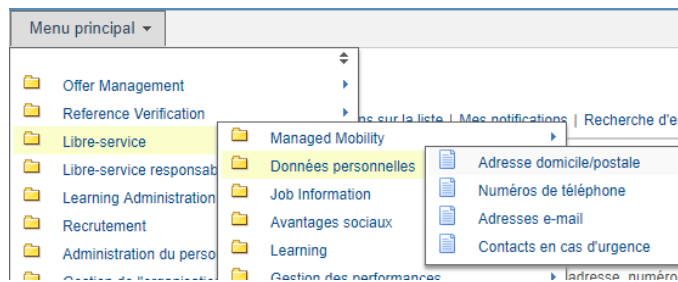 Menu principal
Offer Management
Reference Verification
sur la liste | Mes notifications | Recherche d'e
Libre-service
Libre-service responsab
Learning Administration
Recrutement
Administration du perso
Managed Mobility
Données personnelles
Job Information
Avantages sociaux
Learning
Gestion des performances
Adresse domicile/postale
Numéros de téléphone
Adresses e-mail
Contacts en cas d'urgence
adresse, numéro